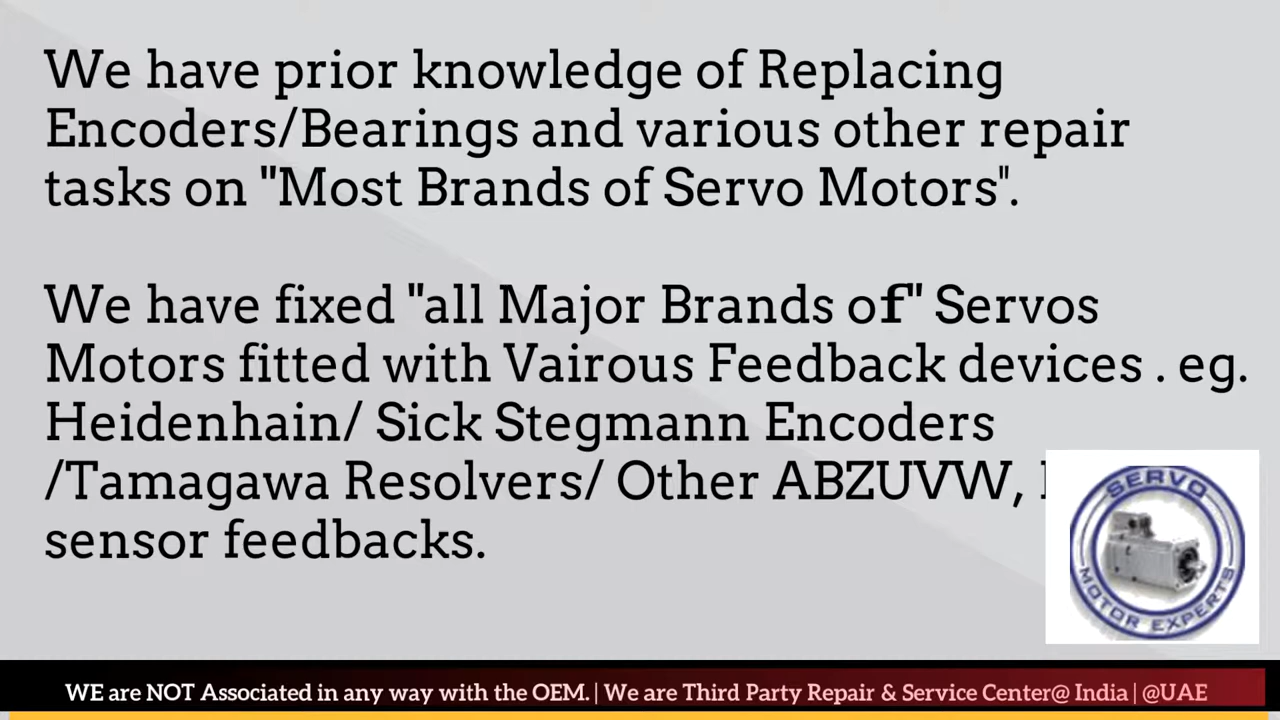 We have prior knowledge of Replacing
Encoders/Bearings and various other repair
tasks on "Most Brands of Servo Motors".
We have fixed "all Major Brands of" Servos
Motors fitted with Vairous Feedback devices . eg.
Heidenhain/ Sick Stegmann Encoders
/Tamagawa Resolvers/ Other ABZUVW,
sensor feedbacks.
SERVO
MOTOR EXPERTS
WE are NOT Associated in any way with the OEM. | We are Third Party Repair & Service Center@ India | @UAE